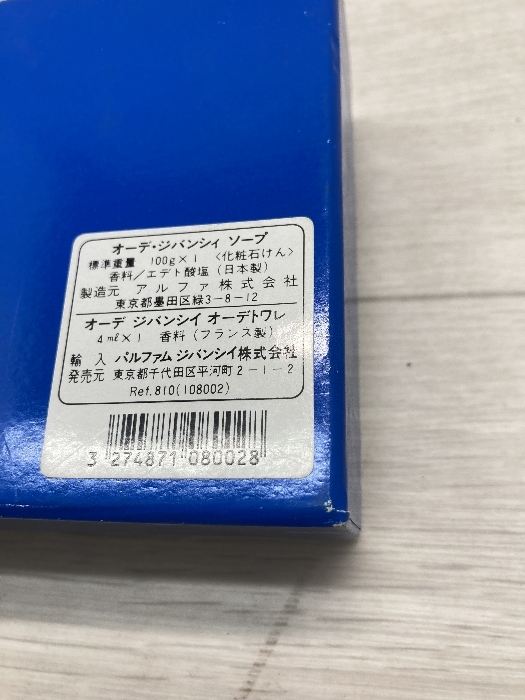 オーデ・ジバンシィ ソープ
標準重量 100g×1 〈化粧石けん〉
香料/エデト酸塩(日本製)
製造元 アルファ株式会社
東京都墨田区緑3-8-12
オーデ ジバンシイ オーデトワレ
4ml×1 香料(フランス製)
輸入 パルファム ジバンシイ株式会社
発売元 東京都千代田区平河町2-1-2
Ref.810(108002)
3 274871 080028